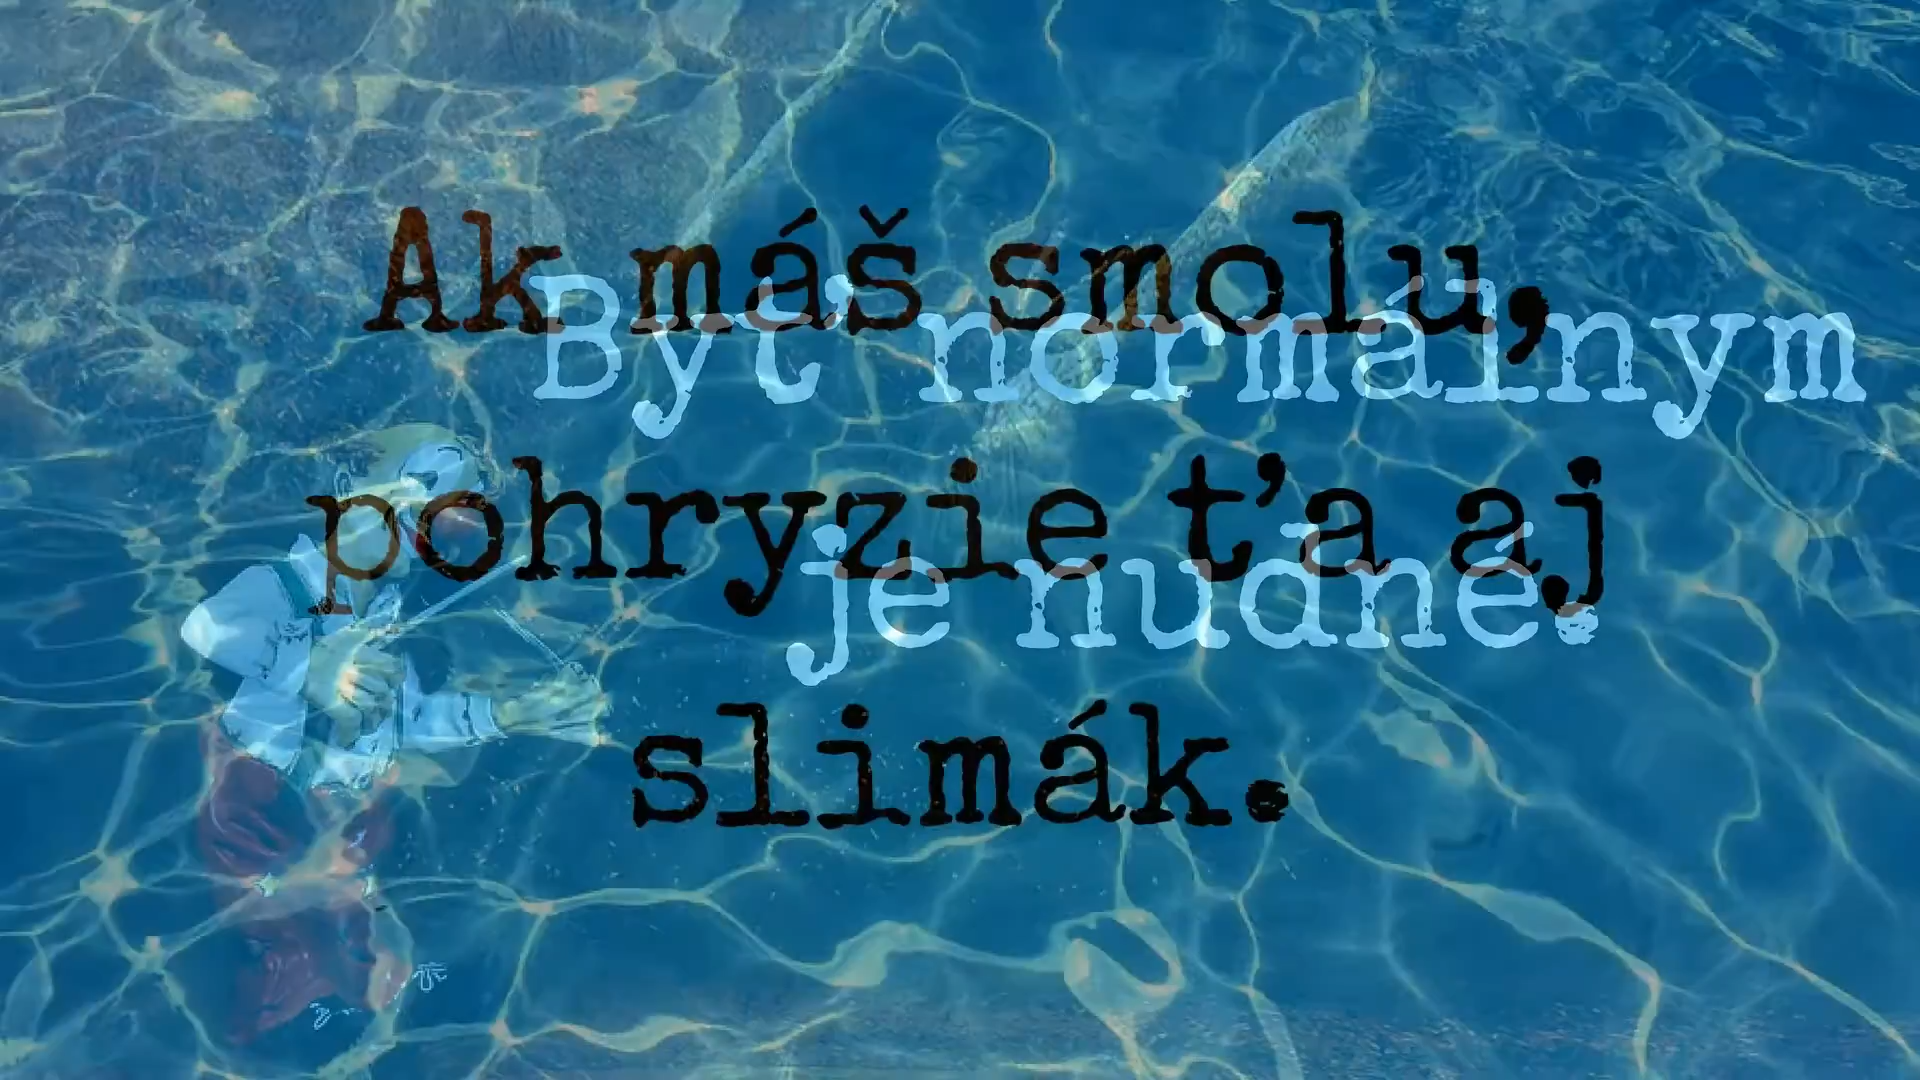 Ak máš smolu,
pohryzie ťa aj
slimák.
Byť normálnym
je nudné.